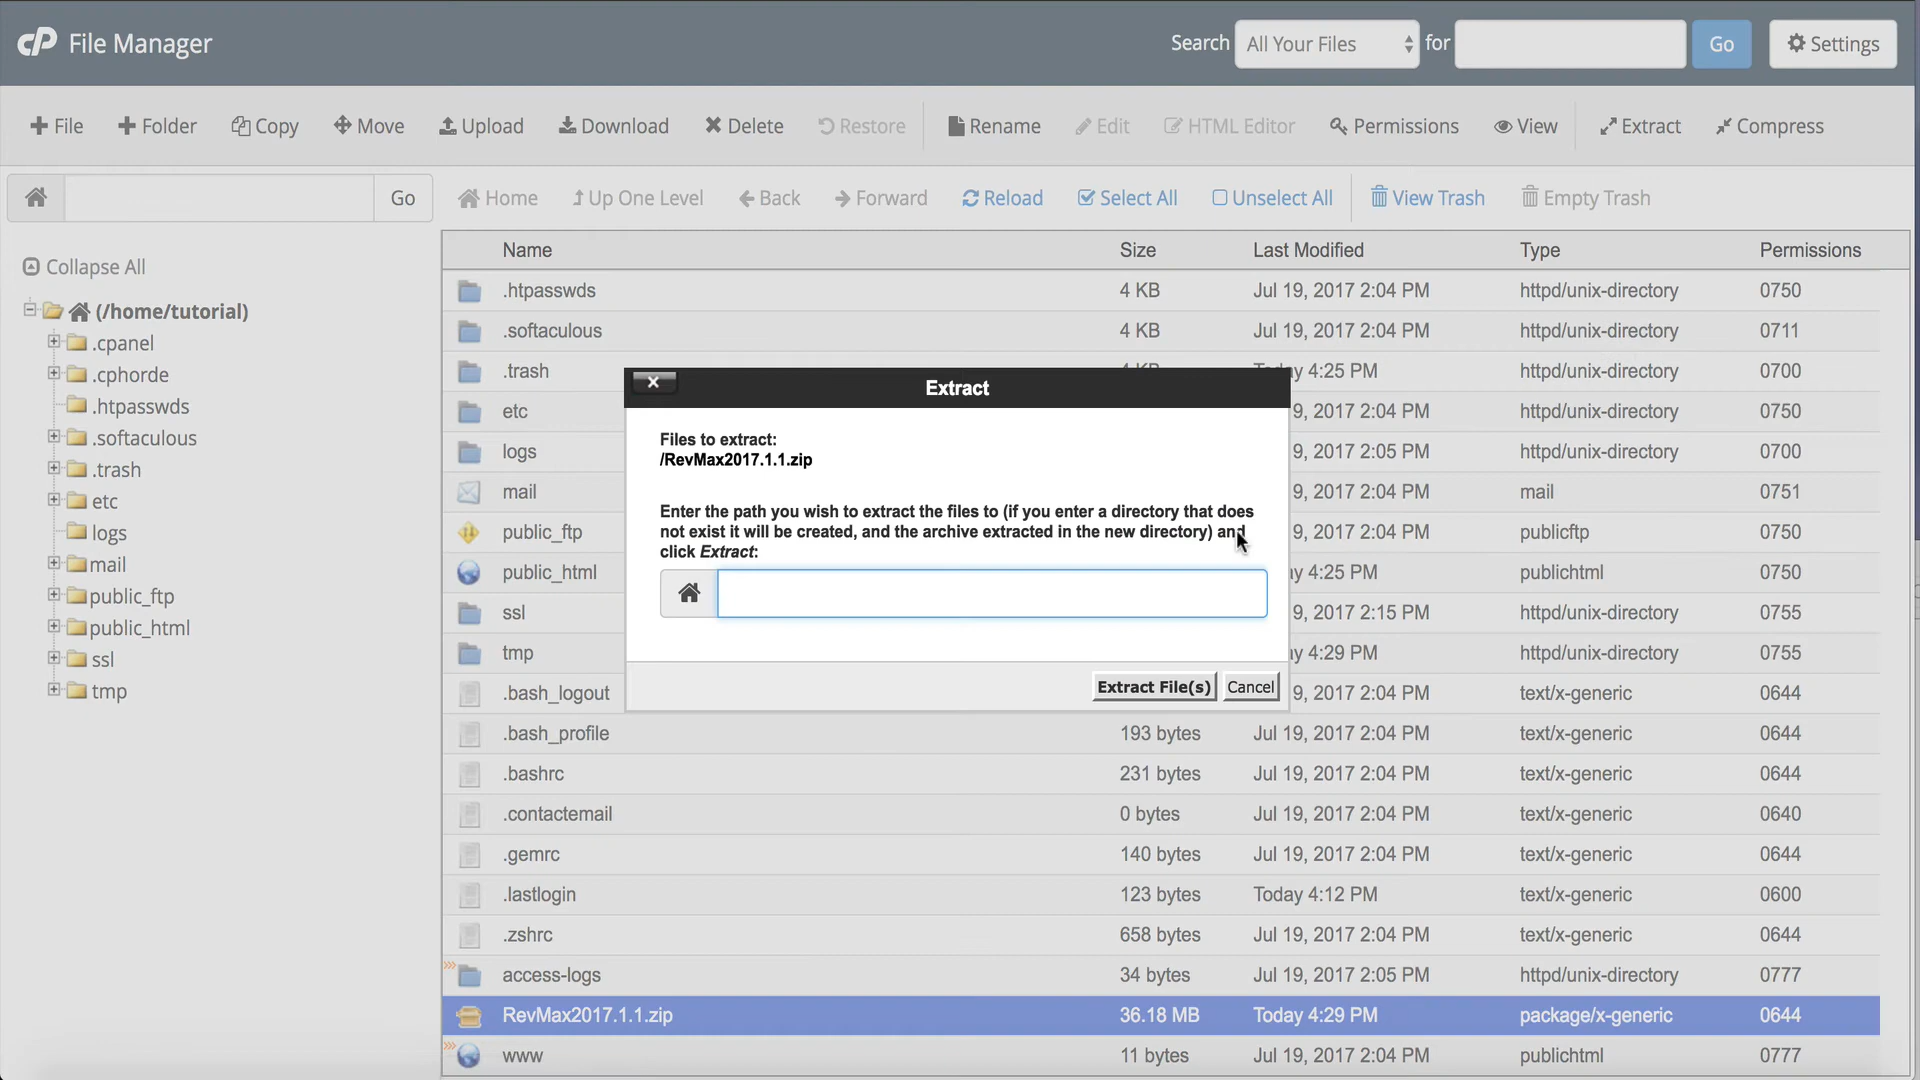 cP File Manager
Search All Your Files for Go Settings
File Folder Copy Move Upload Download Delete Restore Rename Edit HTML Editor Permissions View Extract Compress
Go Home Up One Level Back Forward Reload Select All Unselect All View Trash Empty Trash
Collapse All
(/home/tutorial)
.cpanel
.cphorde
.htpasswds
.softaculous
.trash
etc
logs
mail
public_ftp
public_html
ssl
tmp
Name Size Last Modified Type Permissions
.htpasswds 4 KB Jul 19, 2017 2:04 PM httpd/unix-directory 0750
.softaculous 4 KB Jul 19, 2017 2:04 PM httpd/unix-directory 0711
.trash 4:25 PM httpd/unix-directory 0700
etc 9, 2017 2:04 PM httpd/unix-directory 0750
logs 9, 2017 2:05 PM httpd/unix-directory 0700
mail 9, 2017 2:04 PM mail 0751
public_ftp 9, 2017 2:04 PM publicftp 0750
public_html 4:25 PM publichtml 0750
ssl 9, 2017 2:15 PM httpd/unix-directory 0755
tmp 4:29 PM httpd/unix-directory 0755
.bash_logout 9, 2017 2:04 PM text/x-generic 0644
.bash_profile 193 bytes Jul 19, 2017 2:04 PM text/x-generic 0644
.bashrc 231 bytes Jul 19, 2017 2:04 PM text/x-generic 0644
.contactemail 0 bytes Jul 19, 2017 2:04 PM text/x-generic 0640
.gemrc 140 bytes Jul 19, 2017 2:04 PM text/x-generic 0644
.lastlogin 123 bytes Today 4:12 PM text/x-generic 0600
.zshrc 658 bytes Jul 19, 2017 2:04 PM text/x-generic 0644
access-logs 34 bytes Jul 19, 2017 2:05 PM httpd/unix-directory 0777
RevMax2017.1.1.zip 36.18 MB Today 4:29 PM package/x-generic 0644
www 11 bytes Jul 19, 2017 2:04 PM publichtml 0777
Extract
Files to extract:
/RevMax2017.1.1.zip
Enter the path you wish to extract the files to (if you enter a directory that does
not exist it will be created, and the archive extracted in the new directory) and
click Extract:
Extract File(s) Cancel